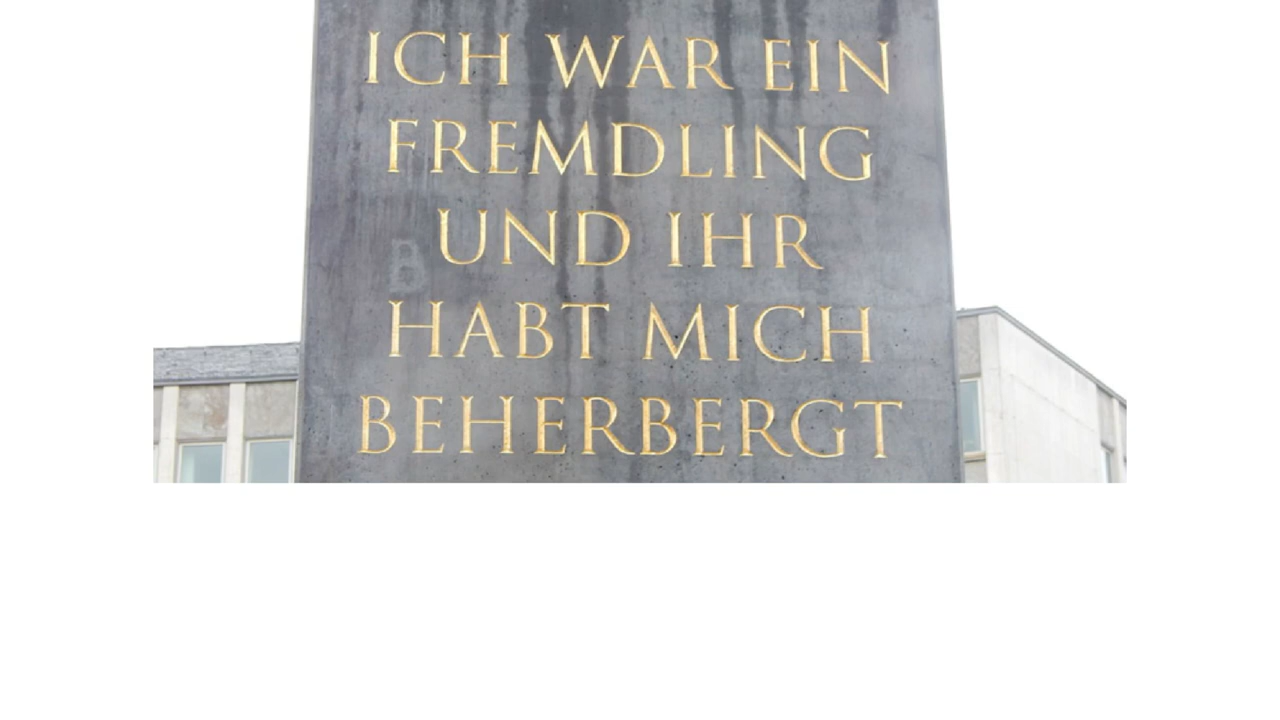 ICH WAR EIN
FREMDLING
UND IHR
HABT MICH
BEHERBERGT